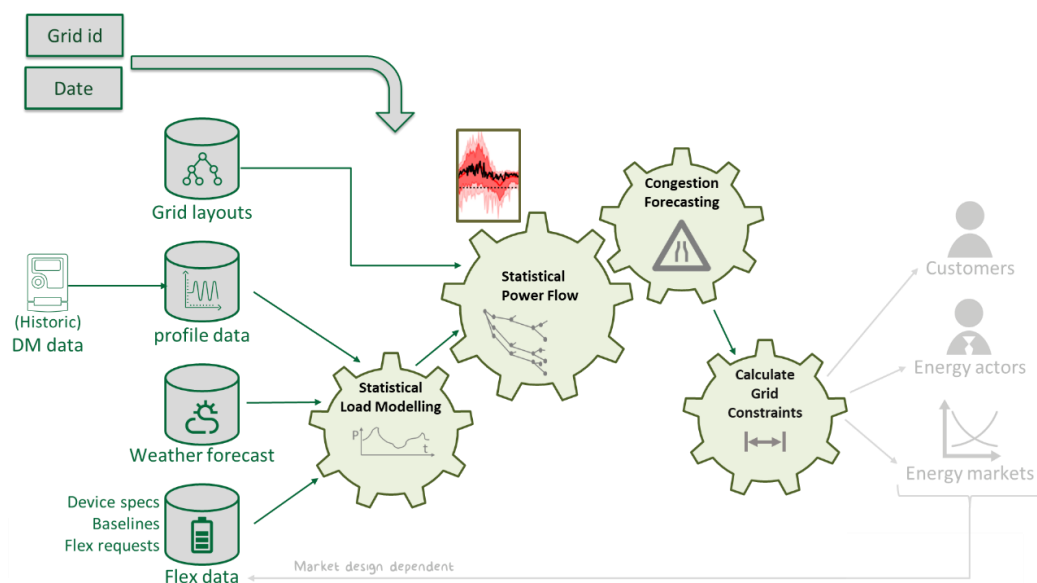 Grid id
Date
Grid layouts
(Historic)
DM data
profile data
Weather forecast
Device specs
Baselines
Flex requests
Flex data
Statistical
Load Modelling
P
t
Statistical
Power Flow
Congestion
Forecasting
Calculate
Grid
Constraints
Customers
Energy actors
Energy markets
Market design dependent